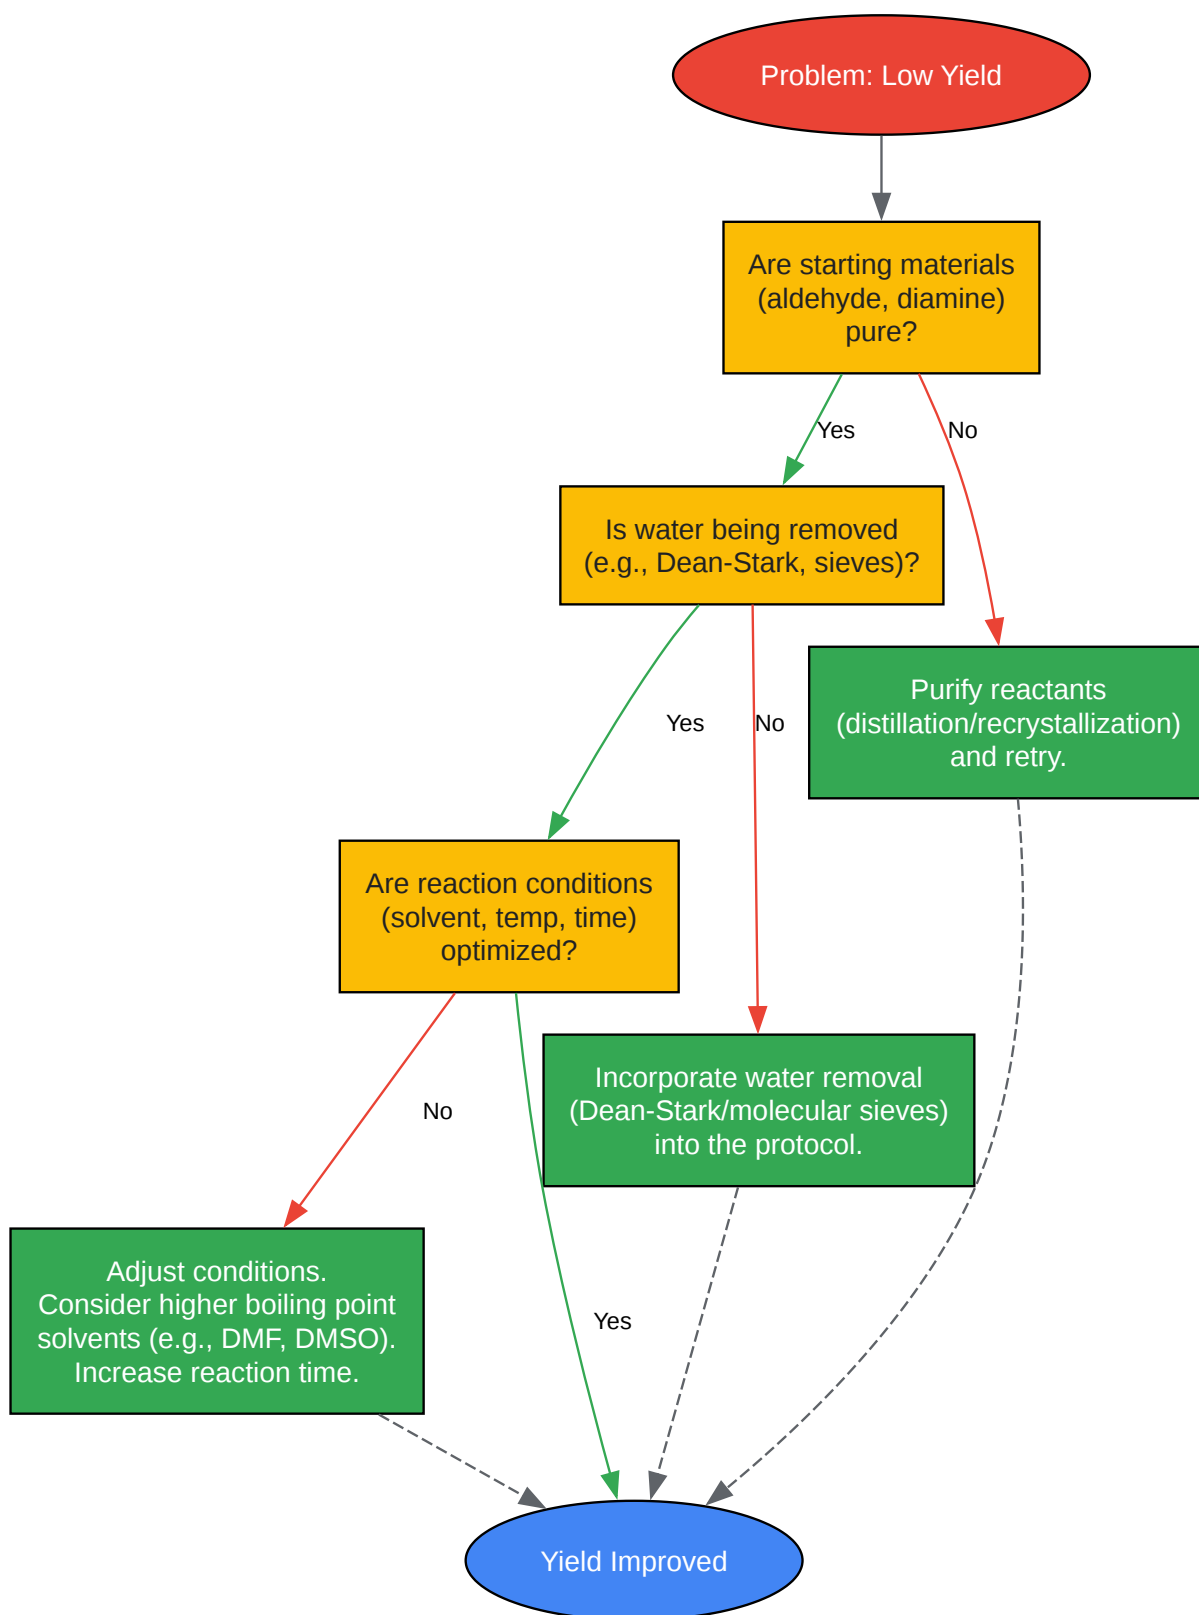 Problem: Low Yield
Are starting materials
(aldehyde, diamine)
pure?
Yes
No
Is water being removed
(e.g., Dean-Stark, sieves)?
Purify reactants
(distillation/recrystallization)
and retry.
Yes
No
Are reaction conditions
(solvent, temp, time)
optimized?
Incorporate water removal
(Dean-Stark/molecular sieves)
into the protocol.
No
Yes
Adjust conditions.
Consider higher boiling point
solvents (e.g., DMF, DMSO).
Increase reaction time.
Yield Improved